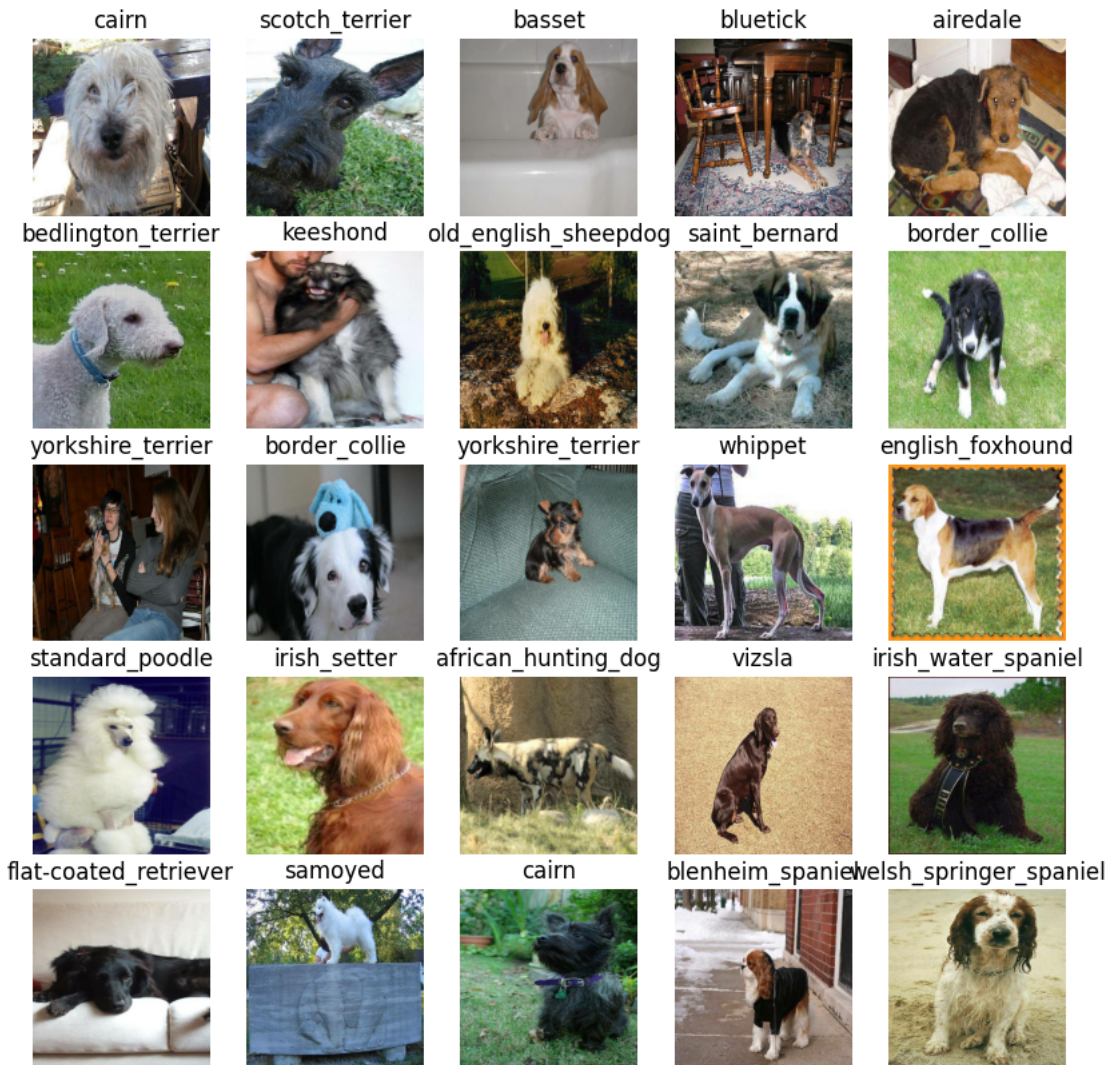 cairn
scotch_terrier
basset
bluetick
airedale
bedlington_terrier
keeshond
old_english_sheepdog
saint_bernard
border_collie
yorkshire_terrier
border_collie
yorkshire_terrier
whippet
english_foxhound
standard_poodle
irish_setter
african_hunting_dog
vizsla
irish_water_spaniel
flat-coated_retriever
samoyed
cairn
blenheim_spaniel
welsh_springer_spaniel